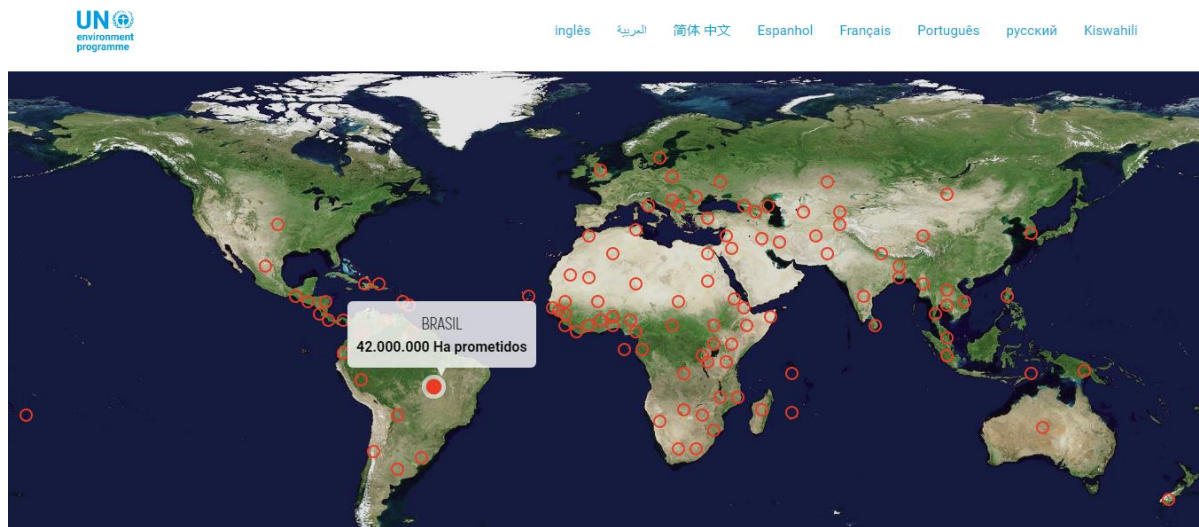 UN
environment
programme
inglês
العربية
简体 中文
Espanhol
Français
Português
русский
Kiswahili
BRASIL
42.000.000 Ha prometidos